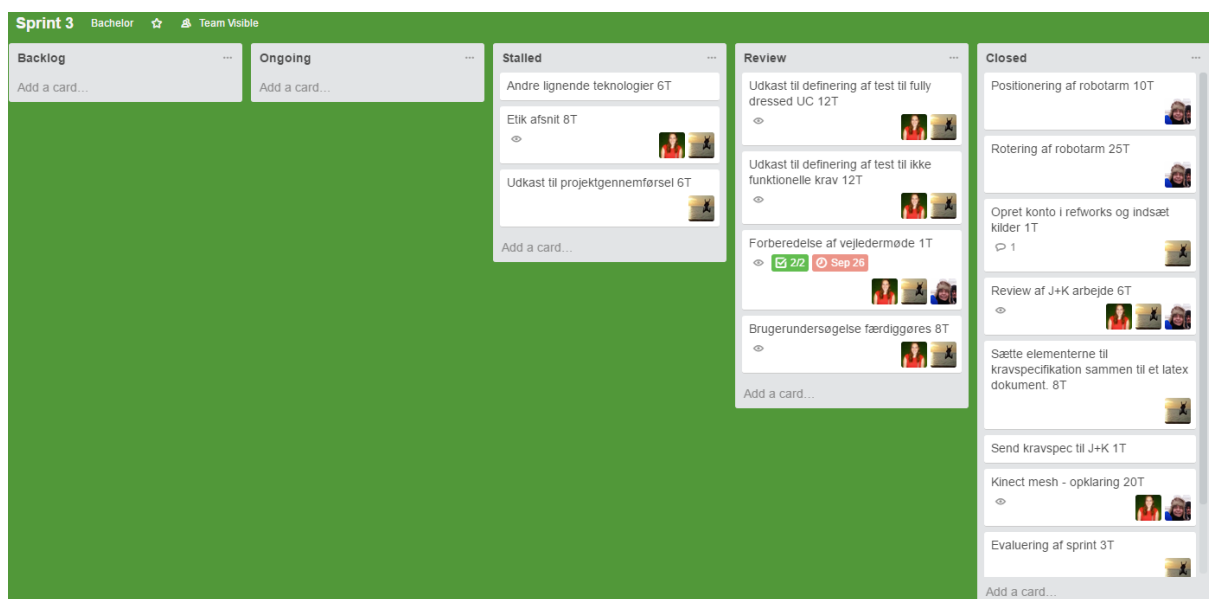 Sprint 3 Bachelor Team Visible
Backlog
Add a card...
Ongoing
Add a card...
Stalled
Andre lignende teknologier 6T
Etik afsnit 8T
Udkast til projektgennemførsel 6T
Add a card...
Review
Udkast til definering af test til fully
dressed UC 12T
Udkast til definering af test til ikke
funktionelle krav 12T
Forberedelse af vejledermøde 1T
2/2 Sep 26
Brugerundersøgelse færdiggøres 8T
Add a card...
Closed
Positionering af robotarm 10T
Rotering af robotarm 25T
Opret konto i refworks og indsæt
kilder 1T
1
Review af J+K arbejde 6T
Sætte elementerne til
kravspecifikation sammen til et latex
dokument. 8T
Send kravspec til J+K 1T
Kinect mesh - opklaring 20T
Evaluering af sprint 3T
Add a card...